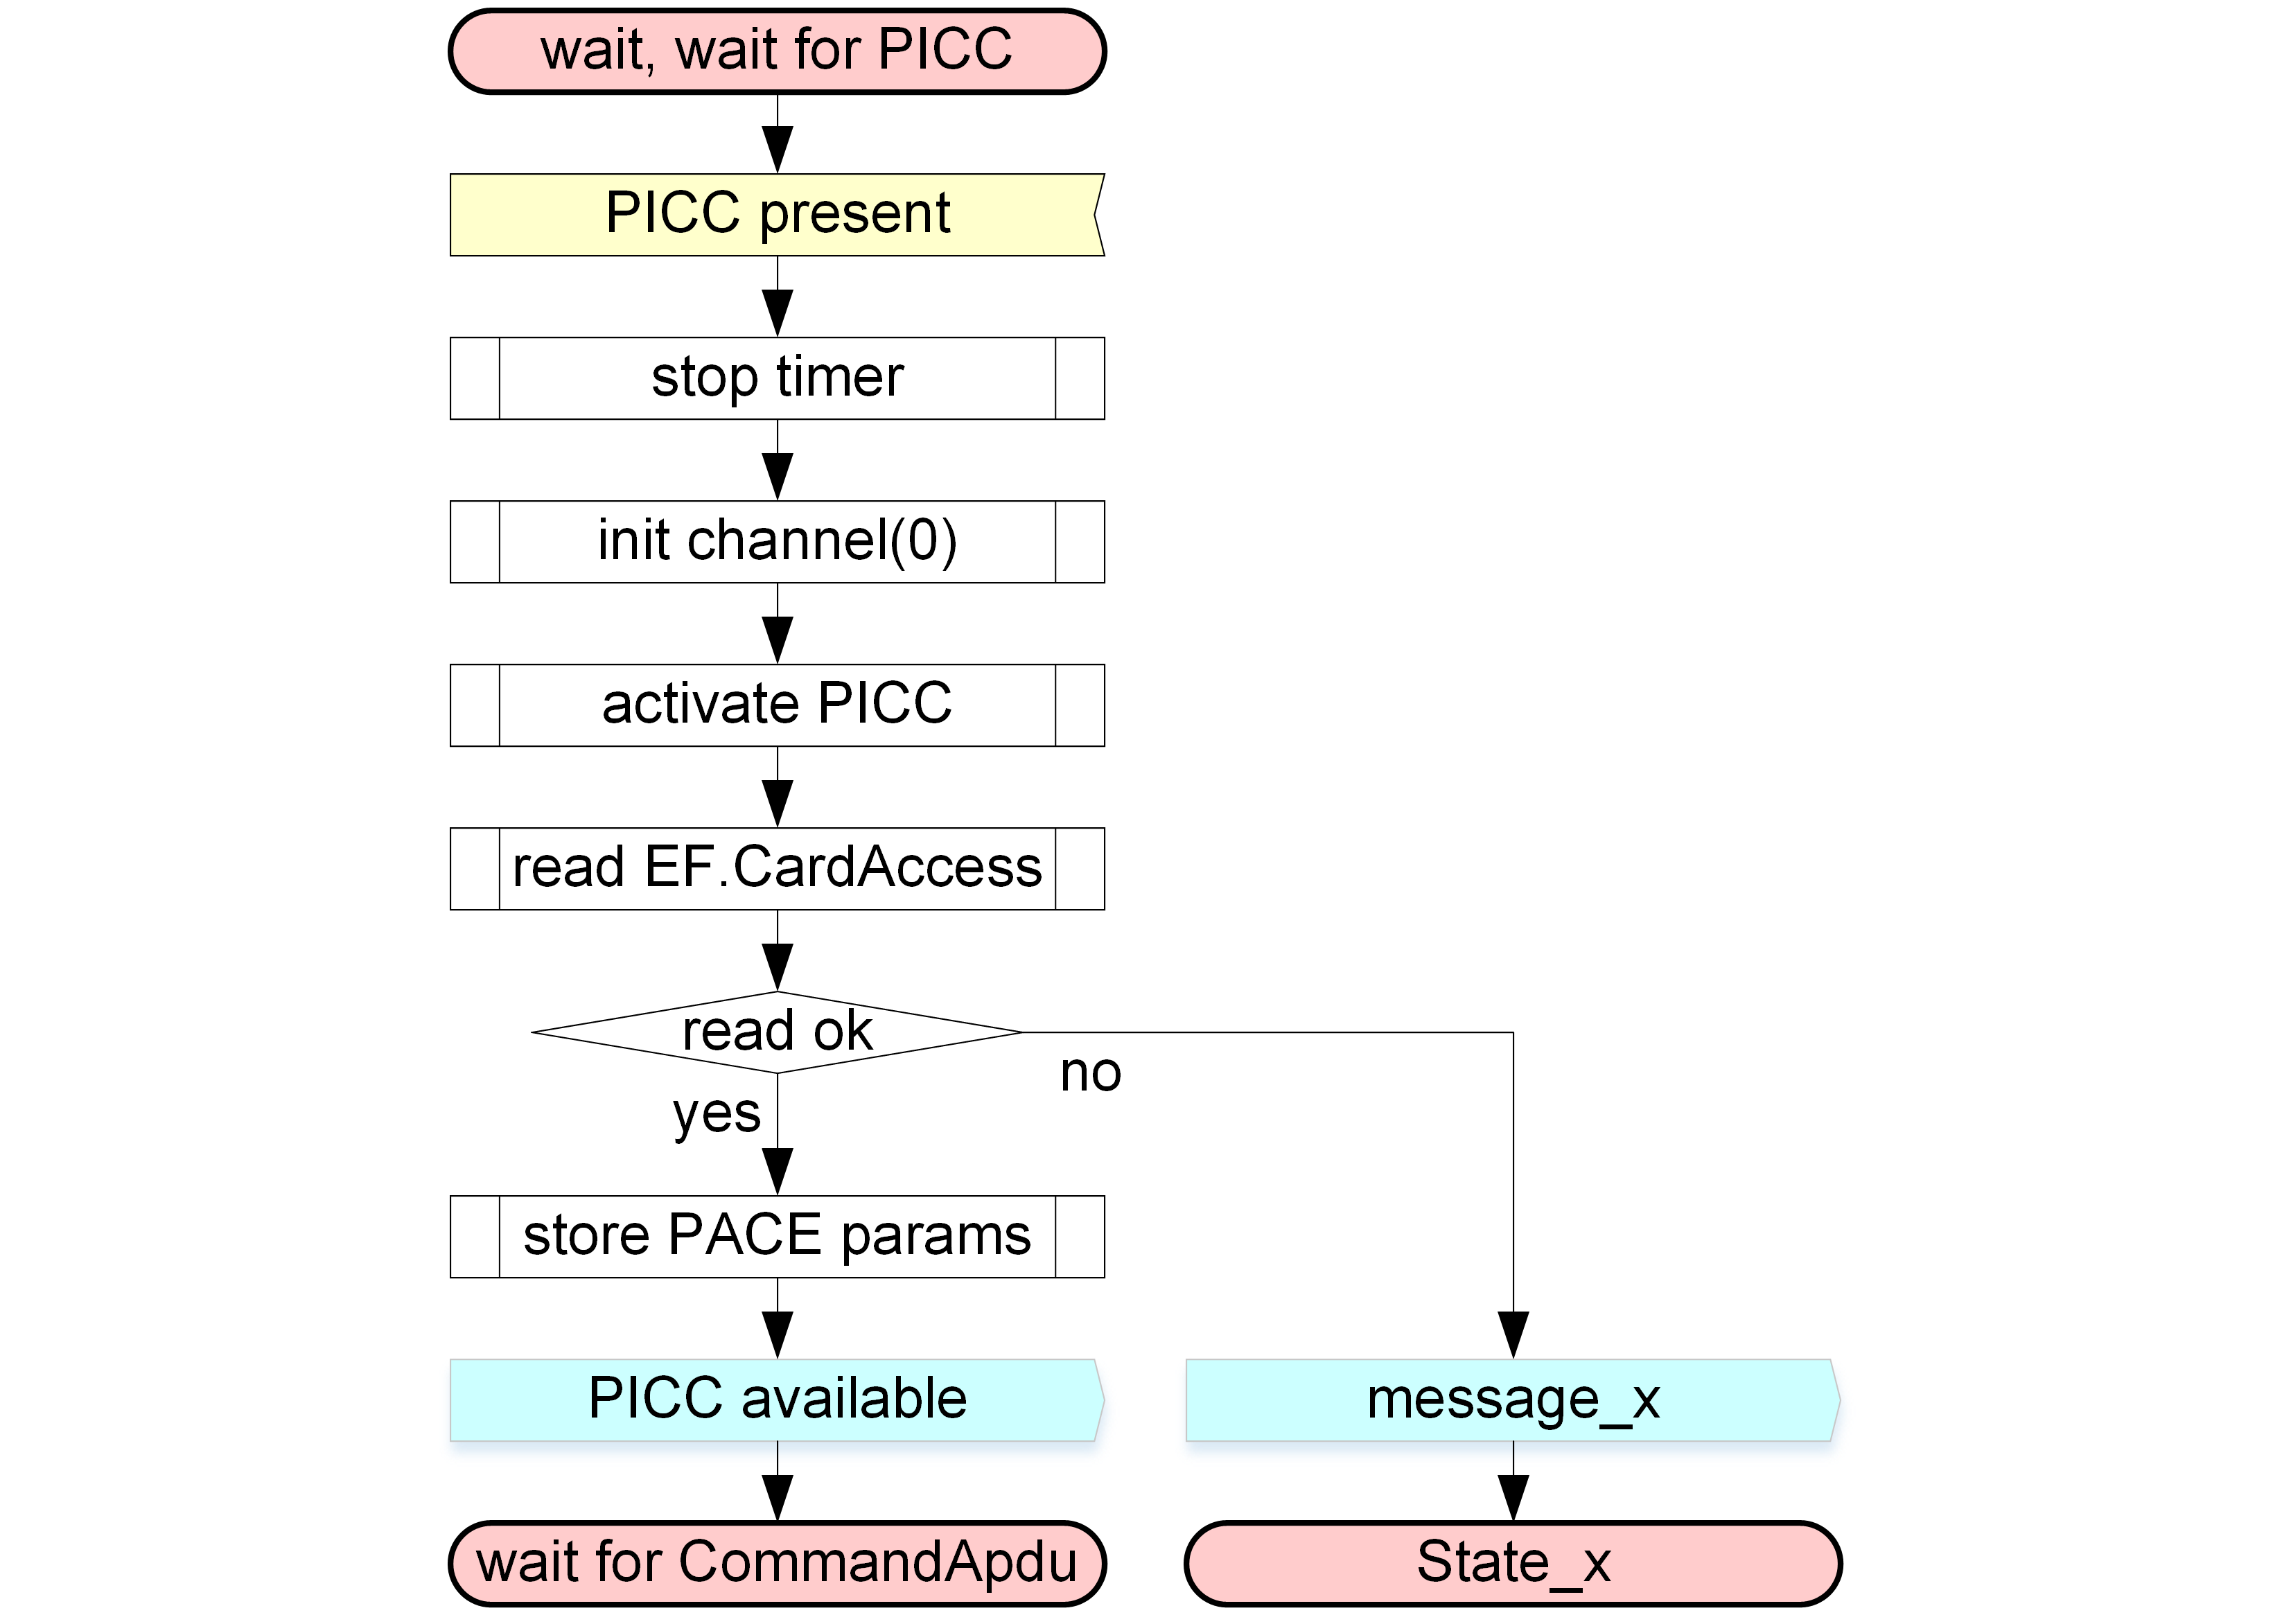 wait, wait for PICC
PICC present
stop timer
init channel(0)
activate PICC
read EF.CardAccess
read ok
no
yes
store PACE params
PICC available
message_x
wait for CommandApdu
State_x